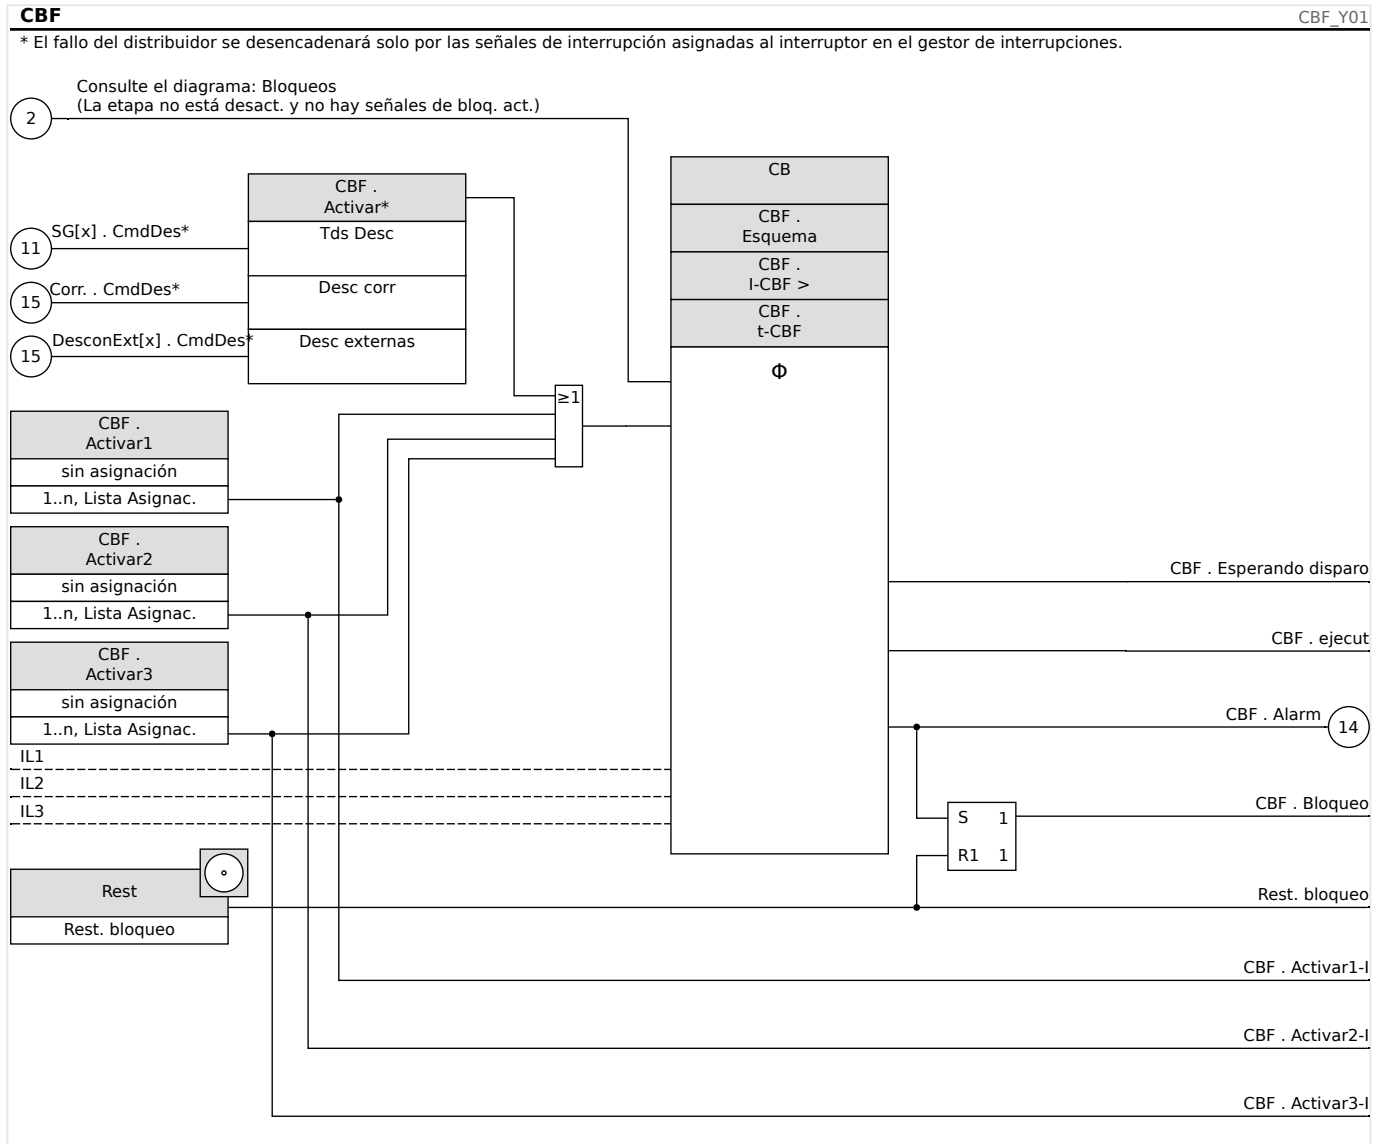 CBF
CBF_Y01
* El fallo del distribuidor se desencadenará solo por las señales de interrupción asignadas al interruptor en el gestor de interrupciones.
Consulte el diagrama: Bloqueos
(La etapa no está desact. y no hay señales de bloq. act.)
2
CBF .
Activar*
SG[x] . CmdDes*
11
Tds Desc
Corr. . CmdDes*
15
Desc corr
DesconExt[x] . CmdDes*
15
Desc externas
CB
CBF .
Esquema
CBF .
I-CBF >
CBF .
t-CBF
Φ
≥1
CBF .
Activar1
sin asignación
1..n, Lista Asignac.
CBF .
Activar2
sin asignación
1..n, Lista Asignac.
CBF .
Activar3
sin asignación
1..n, Lista Asignac.
IL1
IL2
IL3
CBF . Esperando disparo
CBF . ejecut
CBF . Alarm
14
CBF . Bloqueo
S 1
R1 1
Rest
Rest. bloqueo
Rest. bloqueo
CBF . Activar1-I
CBF . Activar2-I
CBF . Activar3-I